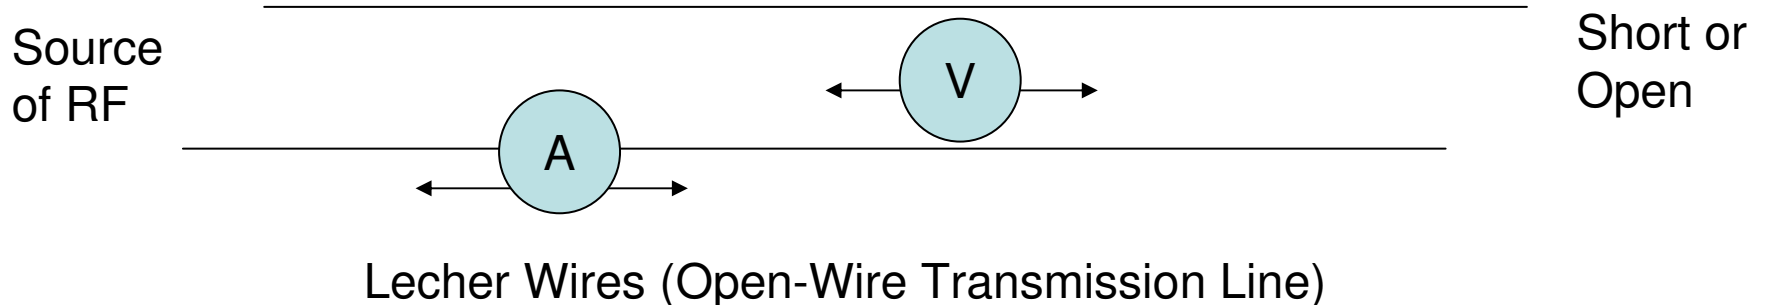 Source
of RF
A
V
Short or
Open
Lecher Wires (Open-Wire Transmission Line)